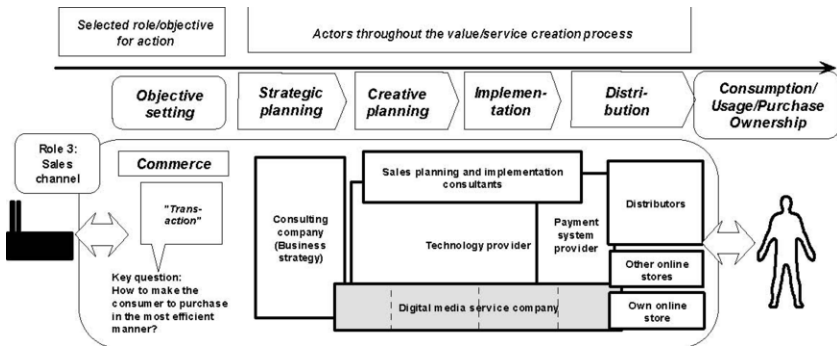 Selected role/objective
for action
Actors throughout the value/service creation process
Objective
setting
Strategic
planning
Creative
planning
Implemen-
tation
Distri-
bution
Consumption/
Usage/Purchase
Ownership
Role 3:
Sales
channel
Commerce
"Trans-
action"
Key question:
How to make the
consumer to purchase
in the most efficient
manner?
Consulting
company
(Business
strategy)
Sales planning and implementation
consultants
Technology provider
Payment
system
provider
Distributors
Other online
stores
Own online
store
Digital media service company